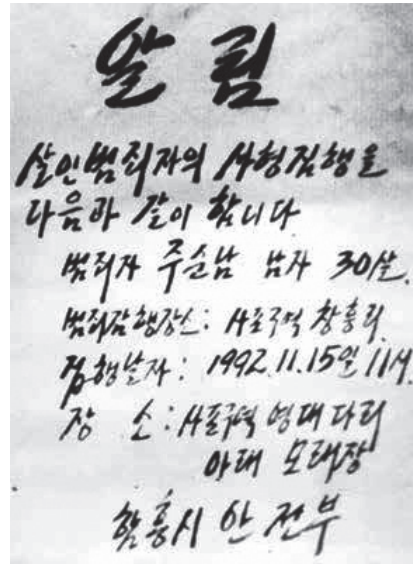 알림
살인범죄자의 사형집행을
다음과 같이 합니다
범죄자 주순남 남자 30살.
범죄감행장소: 사포구역 창흥리
집행날자: 1992.11.15일 11시
장 소: 사포구역 영대다리
아래 모래장
함흥시 안전부